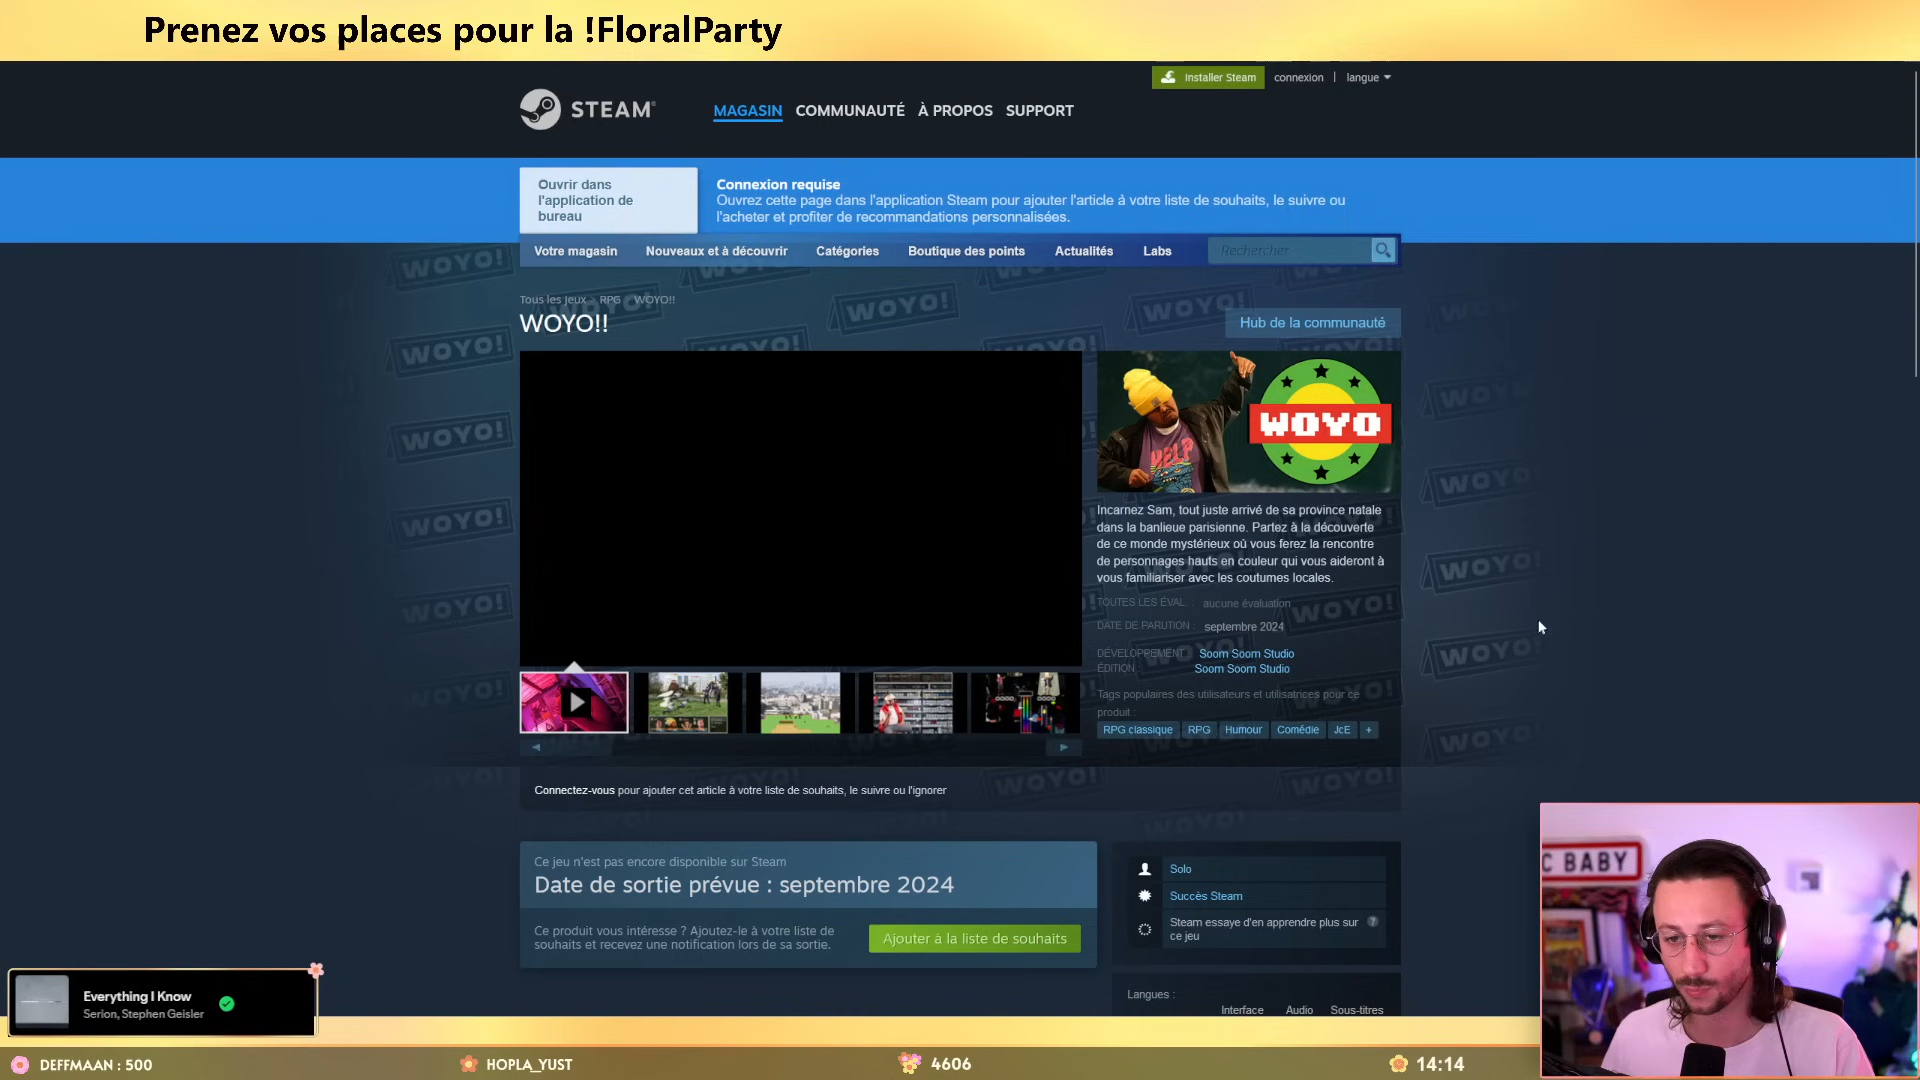 Prenez vos places pour la !FloralParty
Installer Steam
connexion | langue
STEAM
MAGASIN COMMUNAUTÉ À PROPOS SUPPORT
Ouvrir dans
l'application de
bureau
Connexion requise
Ouvrez cette page dans l'application Steam pour ajouter l'article à votre liste de souhaits, le suivre ou
l'acheter et profiter de recommandations personnalisées.
Votre magasin Nouveaux et à découvrir Catégories Boutique des points Actualités Labs Rechercher
Tous les jeux > RPG > WOYO!!
WOYO!!
Hub de la communauté
WOYO
HELP
Incarnez Sam, tout juste arrivé de sa province natale
dans la banlieue parisienne. Partez à la découverte
de ce monde mystérieux où vous ferez la rencontre
de personnages hauts en couleur qui vous aideront à
vous familiariser avec les coutumes locales.
TOUTES LES ÉVAL. : aucune évaluation
DATE DE PARUTION : septembre 2024
DÉVELOPPEMENT : Soom Soom Studio
ÉDITION : Soom Soom Studio
Tags populaires des utilisateurs et utilisatrices pour ce
produit :
RPG classique RPG Humour Comédie JcE +
Connectez-vous pour ajouter cet article à votre liste de souhaits, le suivre ou l'ignorer
Ce jeu n'est pas encore disponible sur Steam
Date de sortie prévue : septembre 2024
Ce produit vous intéresse ? Ajoutez-le à votre liste de
souhaits et recevez une notification lors de sa sortie.
Ajouter à la liste de souhaits
Solo
Succès Steam
Steam essaye d'en apprendre plus sur
ce jeu
?
Langues :
Interface Audio Sous-titres
C BABY
Everything I Know
Serion, Stephen Geisler
DEFFMAAN : 500
HOPLA_YUST
4606
14:14